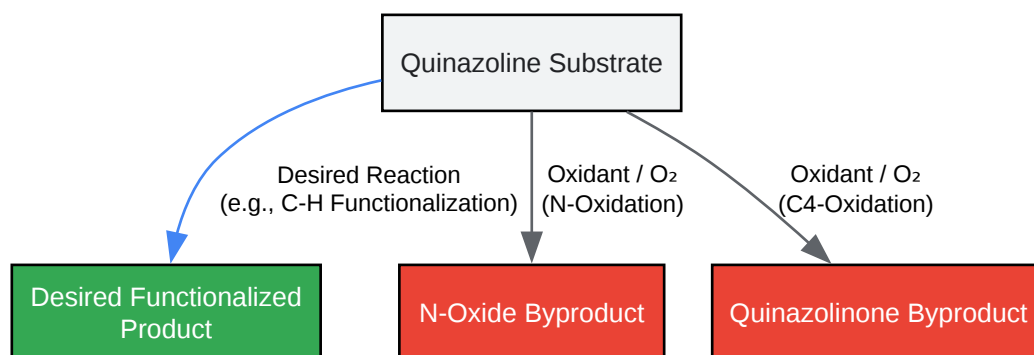 Quinazoline Substrate
Desired Reaction
(e.g., C-H Functionalization)
Oxidant / O₂
(N-Oxidation)
Oxidant / O₂
(C4-Oxidation)
Desired Functionalized
Product
N-Oxide Byproduct
Quinazolinone Byproduct